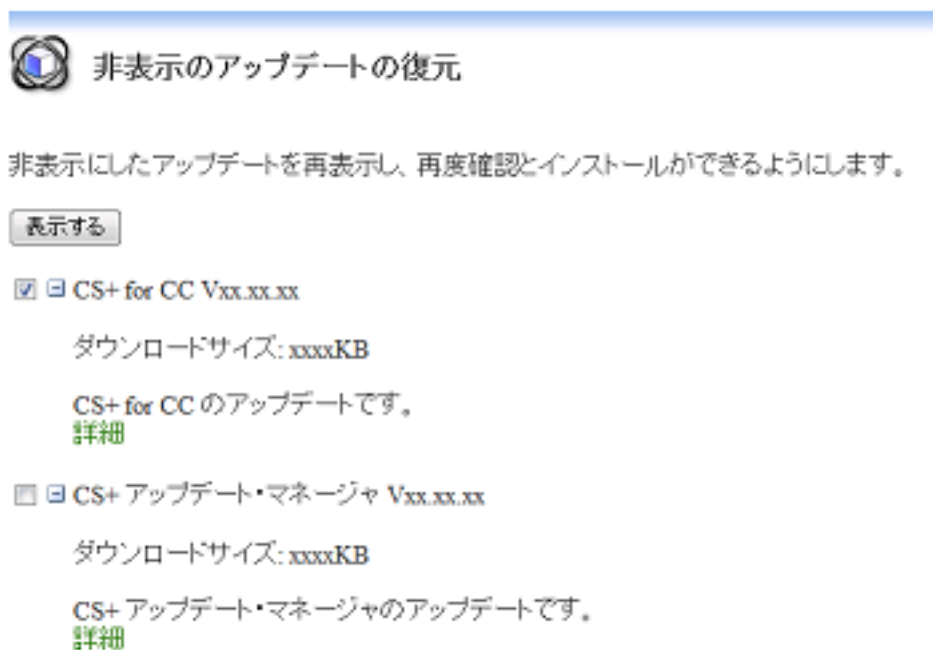 非表示のアップデートの復元
非表示にしたアップデートを再表示し、再度確認とインストールができるようにします。
表示する
CS+ for CC Vxx.xx.xx
ダウンロードサイズ: xxxxKB
CS+ for CC のアップデートです。
詳細
CS+ アップデート・マネージャ Vxx.xx.xx
ダウンロードサイズ: xxxxKB
CS+ アップデート・マネージャのアップデートです。
詳細